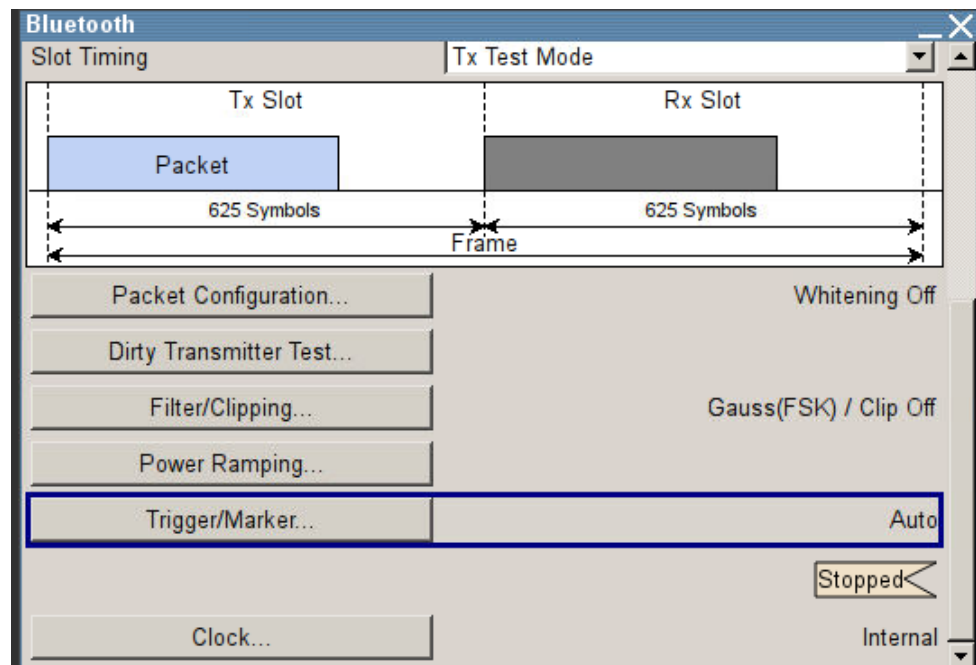 Bluetooth
Slot Timing Tx Test Mode
Tx Slot Rx Slot
Packet
625 Symbols 625 Symbols
Frame
Packet Configuration... Whitening Off
Dirty Transmitter Test...
Filter/Clipping... Gauss(FSK) / Clip Off
Power Ramping...
Trigger/Marker... Auto
Stopped
Clock... Internal